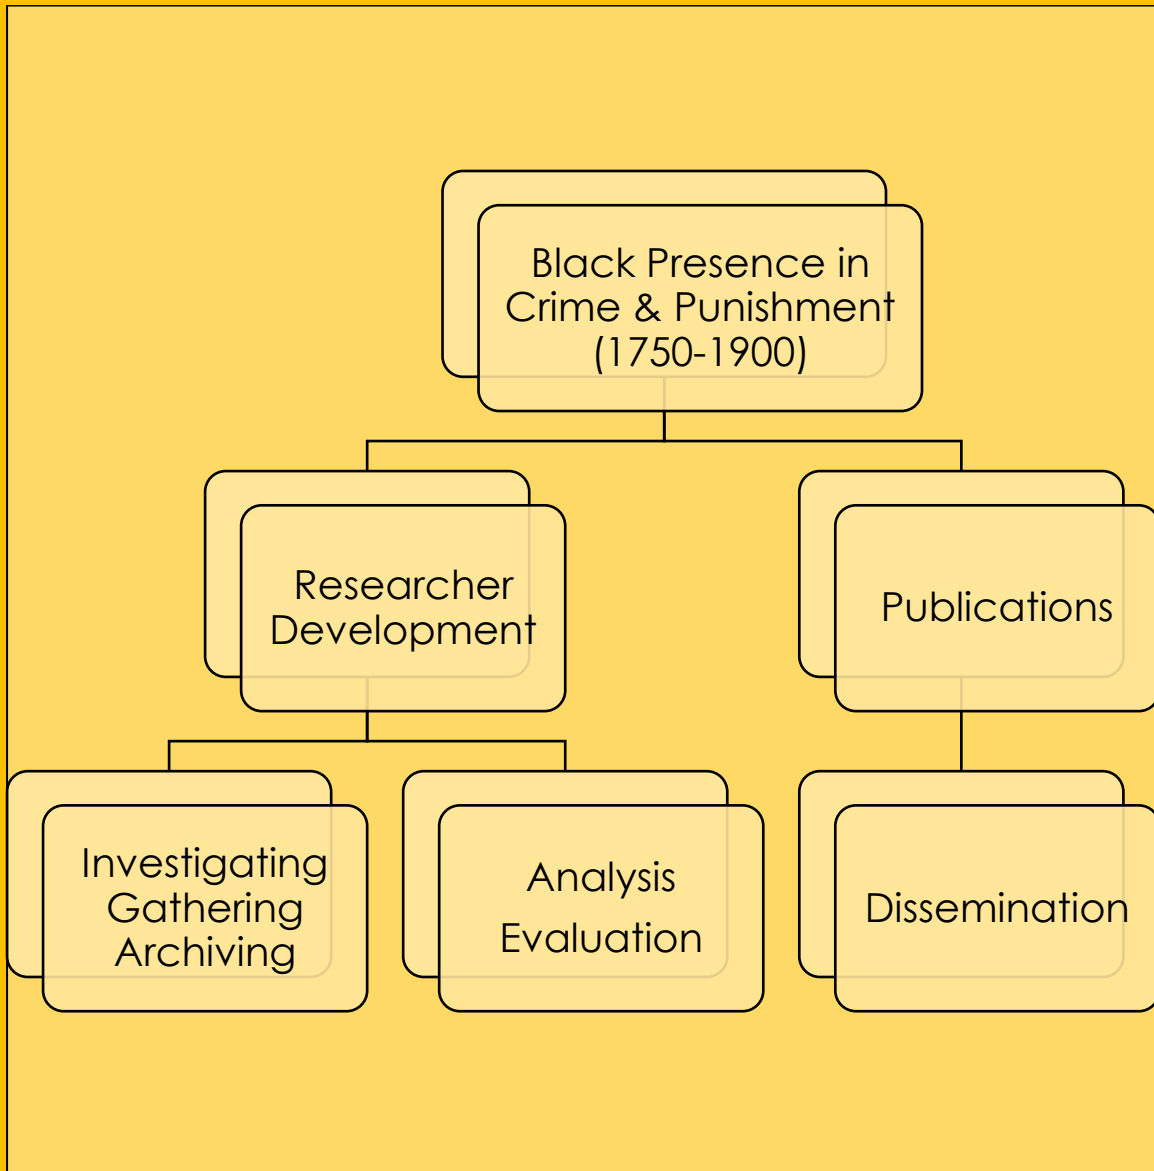 Black Presence in
Crime & Punishment
(1750-1900)
Researcher
Development
Publications
Investigating
Gathering
Archiving
Analysis
Evaluation
Dissemination